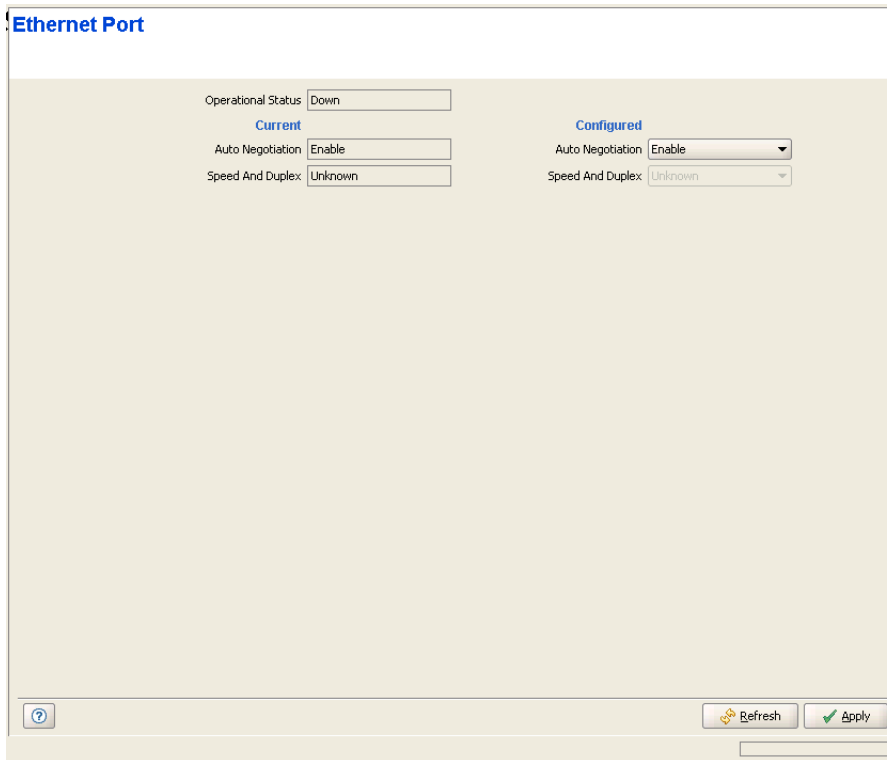 Ethernet Port
Operational Status Down
Current Configured
Auto Negotiation Enable Auto Negotiation Enable
Speed And Duplex Unknown Speed And Duplex Unknown
? Refresh Apply